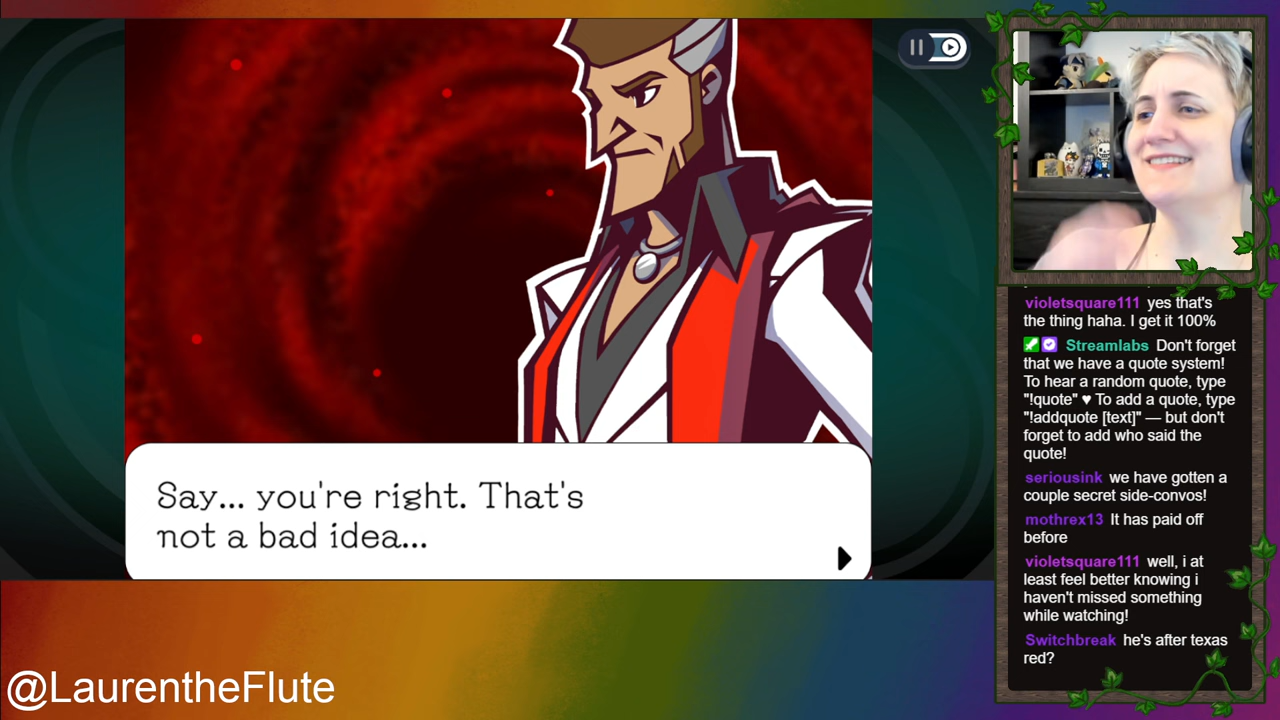 Say... you're right. That's
not a bad idea...
violetsquare111 yes that's
the thing haha. I get it 100%
Streamlabs Don't forget
that we have a quote system!
To hear a random quote, type
"!quote" ♥ To add a quote, type
"!addquote [text]" — but don't
forget to add who said the
quote!
seriousink we have gotten a
couple secret side-convos!
mothrex13 It has paid off
before
violetsquare111 well, i at
least feel better knowing i
haven't missed something
while watching!
Switchbreak he's after texas
red?
@LaurentheFlute